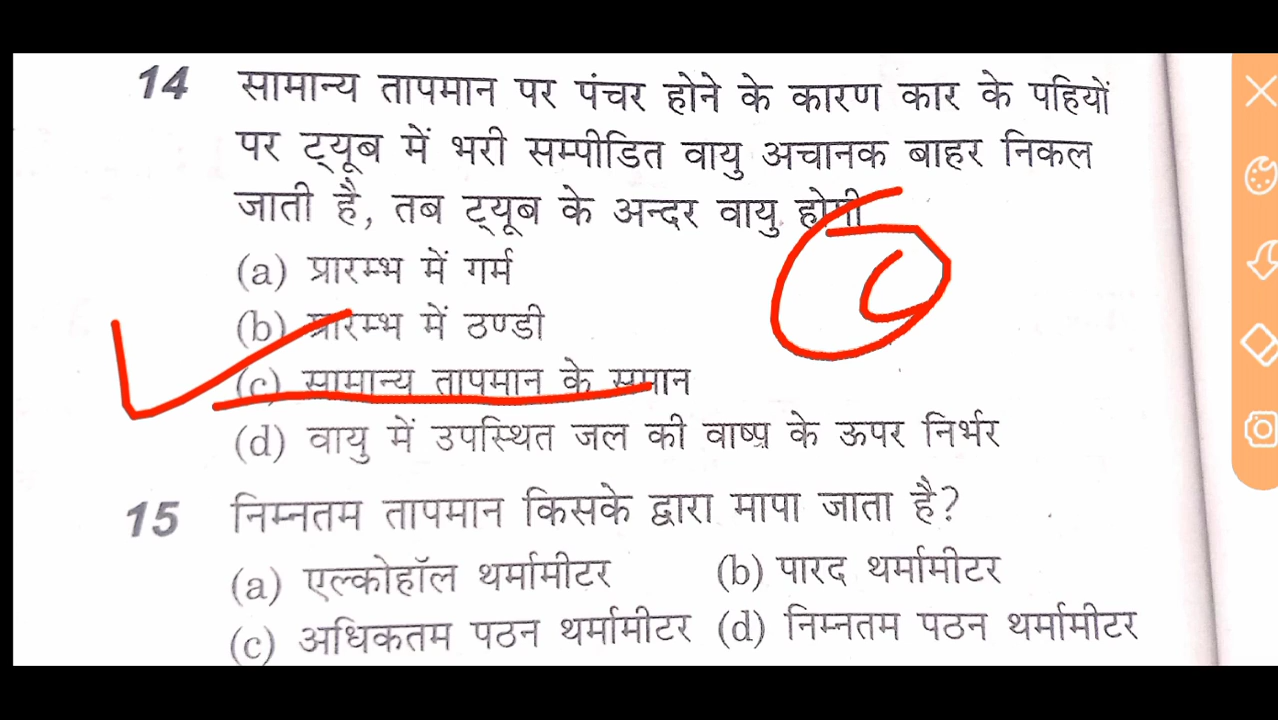 14 सामान्य तापमान पर पंचर होने के कारण कार के पहियों
पर ट्यूब में भरी सम्पीडित वायु अचानक बाहर निकल
जाती है, तब ट्यूब के अन्दर वायु होगी
(a) प्रारम्भ में गर्म
(b) प्रारम्भ में ठण्डी
(c) सामान्य तापमान के समान
(d) वायु में उपस्थित जल की वाष्प के ऊपर निर्भर
15 निम्नतम तापमान किसके द्वारा मापा जाता है?
(a) एल्कोहॉल थर्मामीटर (b) पारद थर्मामीटर
(c) अधिकतम पठन थर्मामीटर (d) निम्नतम पठन थर्मामीटर